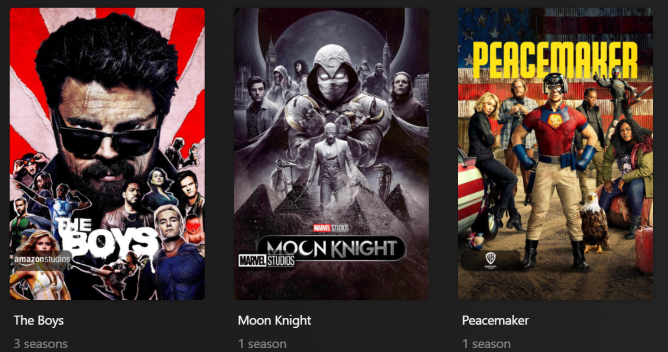 THE
BOYS
amazonstudios
The Boys
3 seasons
MARVEL STUDIOS
MOON KNIGHT
MARVEL STUDIOS
Moon Knight
1 season
PEACEMAKER
Peacemaker
1 season